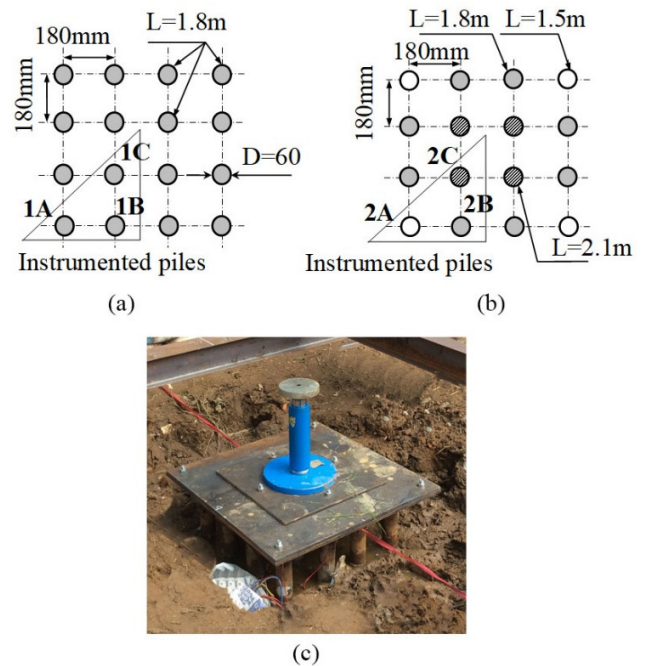 180mm
L=1.8m
180mm
1C
D=60
1A
1B
Instrumented piles
(a)
L=1.8m
L=1.5m
180mm
180mm
2C
2A
2B
L=2.1m
Instrumented piles
(b)
(c)